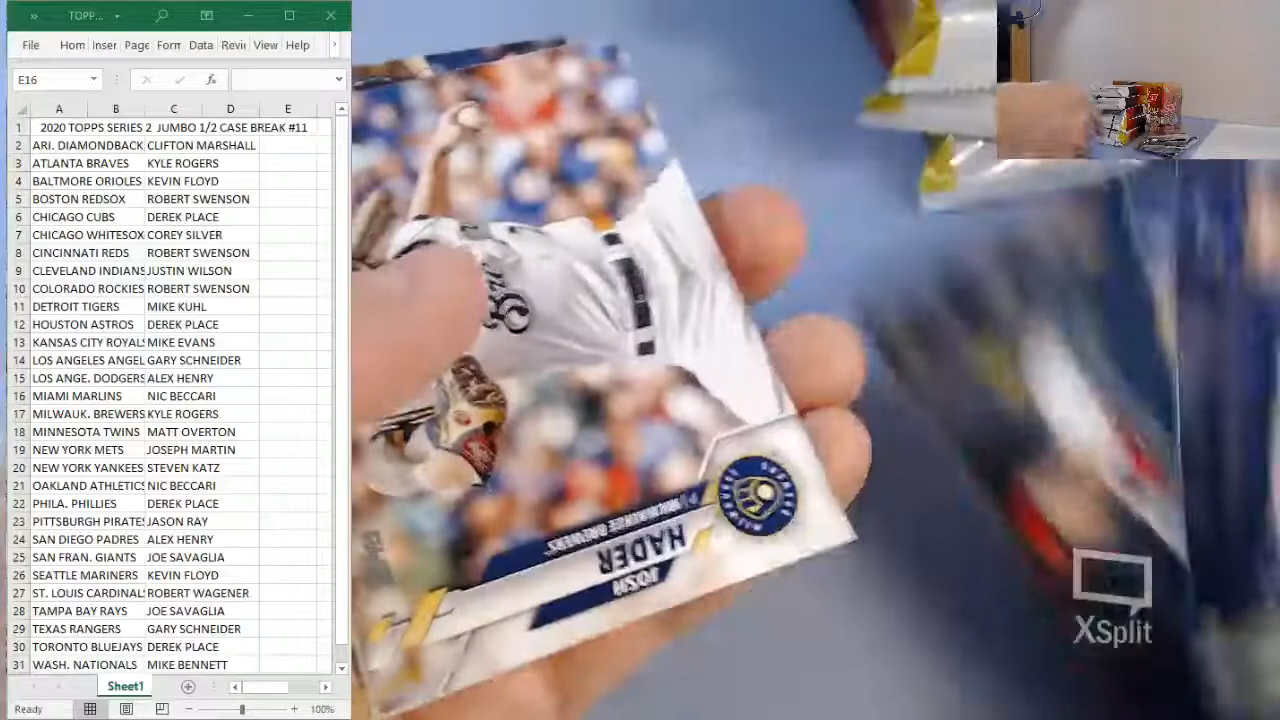 TOPP...
File Hom Inser Page Form Data Revi View Help
E16
fx
A B C D E
1 2020 TOPPS SERIES 2 JUMBO 1/2 CASE BREAK #11
2 ARI. DIAMONDBACK CLIFTON MARSHALL
3 ATLANTA BRAVES KYLE ROGERS
4 BALTMORE ORIOLES KEVIN FLOYD
5 BOSTON REDSOX ROBERT SWENSON
6 CHICAGO CUBS DEREK PLACE
7 CHICAGO WHITESOX COREY SILVER
8 CINCINNATI REDS ROBERT SWENSON
9 CLEVELAND INDIANS JUSTIN WILSON
10 COLORADO ROCKIES ROBERT SWENSON
11 DETROIT TIGERS MIKE KUHL
12 HOUSTON ASTROS DEREK PLACE
13 KANSAS CITY ROYALS MIKE EVANS
14 LOS ANGELES ANGEL GARY SCHNEIDER
15 LOS ANGE. DODGERS ALEX HENRY
16 MIAMI MARLINS NIC BECCARI
17 MILWAUK. BREWERS KYLE ROGERS
18 MINNESOTA TWINS MATT OVERTON
19 NEW YORK METS JOSEPH MARTIN
20 NEW YORK YANKEES STEVEN KATZ
21 OAKLAND ATHLETICS NIC BECCARI
22 PHILA. PHILLIES DEREK PLACE
23 PITTSBURGH PIRATES JASON RAY
24 SAN DIEGO PADRES ALEX HENRY
25 SAN FRAN. GIANTS JOE SAVAGLIA
26 SEATTLE MARINERS KEVIN FLOYD
27 ST. LOUIS CARDINALS ROBERT WAGENER
28 TAMPA BAY RAYS JOE SAVAGLIA
29 TEXAS RANGERS GARY SCHNEIDER
30 TORONTO BLUEJAYS DEREK PLACE
31 WASH. NATIONALS MIKE BENNETT
Sheet1
Ready 100%
JOSH
HADER
MILWAUKEE BREWERS
XSplit